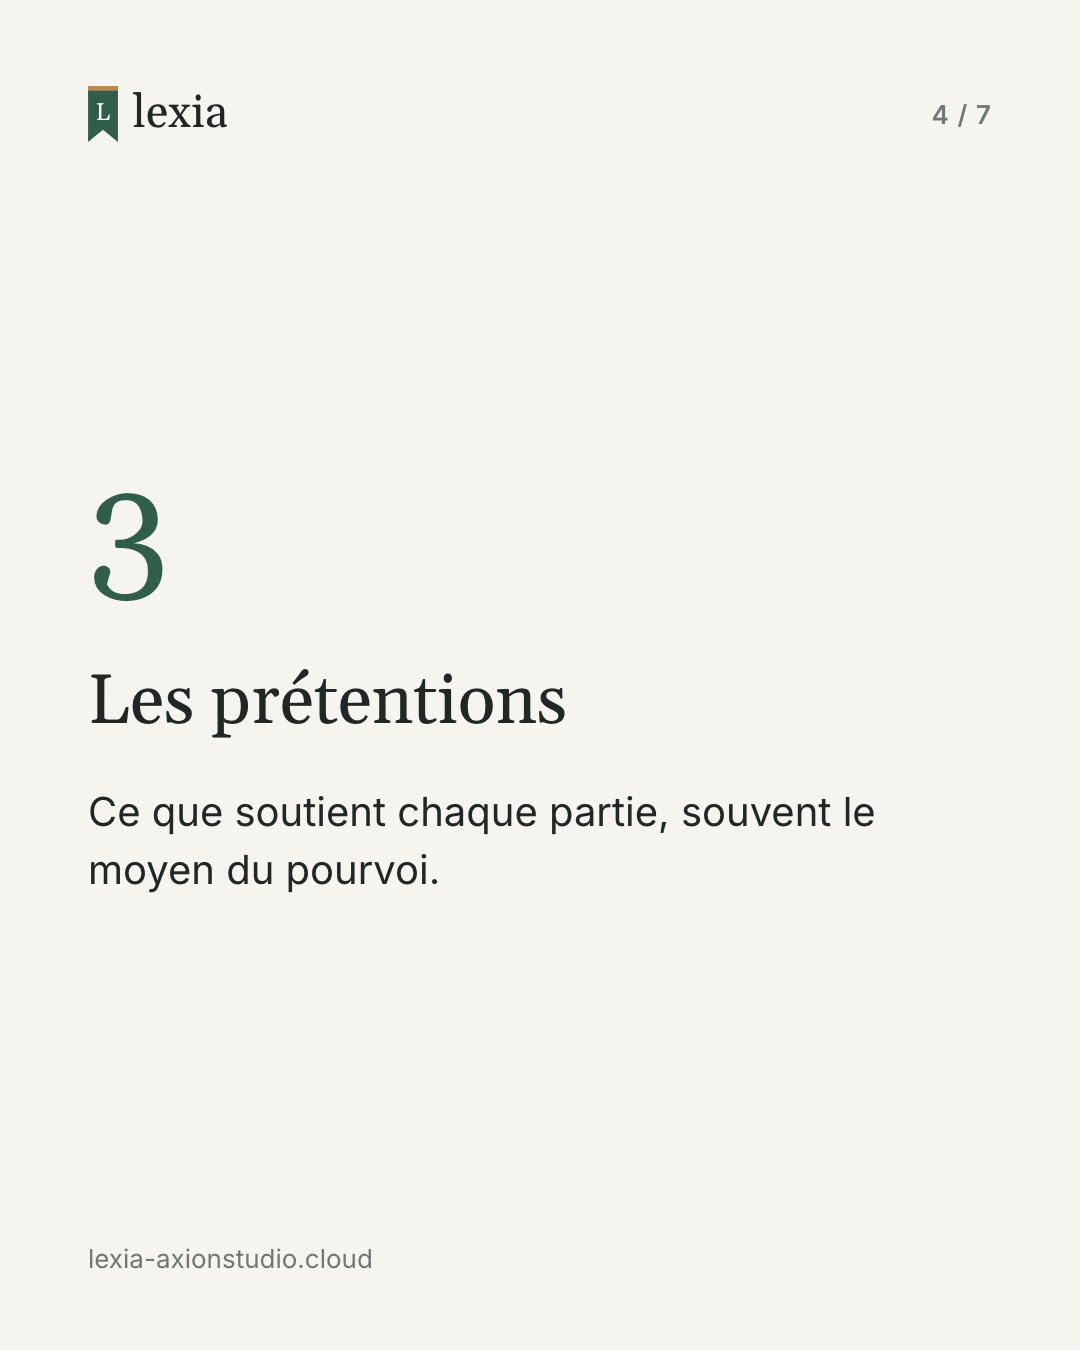 L lexia
4 / 7
3
Les prétentions
Ce que soutient chaque partie, souvent le
moyen du pourvoi.
lexia-axionstudio.cloud